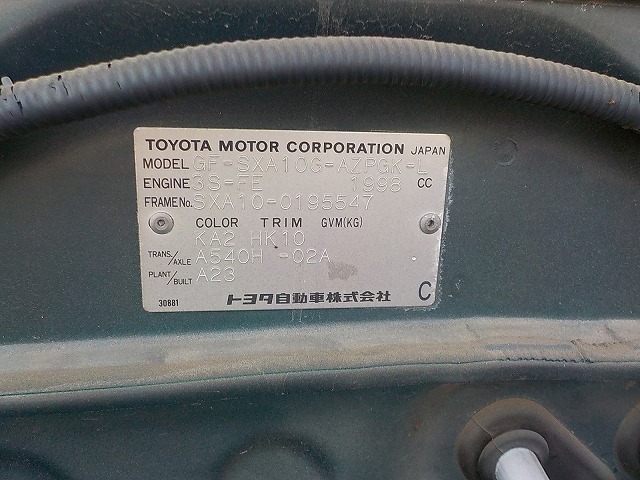 TOYOTA MOTOR CORPORATION JAPAN
MODEL GF-SXA10G-AZPGK-L
ENGINE 3S-FE 1998 CC
FRAME No. SXA10-0195547
COLOR TRIM GVM(KG)
KA2 HK10
TRANS./AXLE A540H -02A
PLANT/BUILT A23
30881 トヨタ自動車株式会社 C